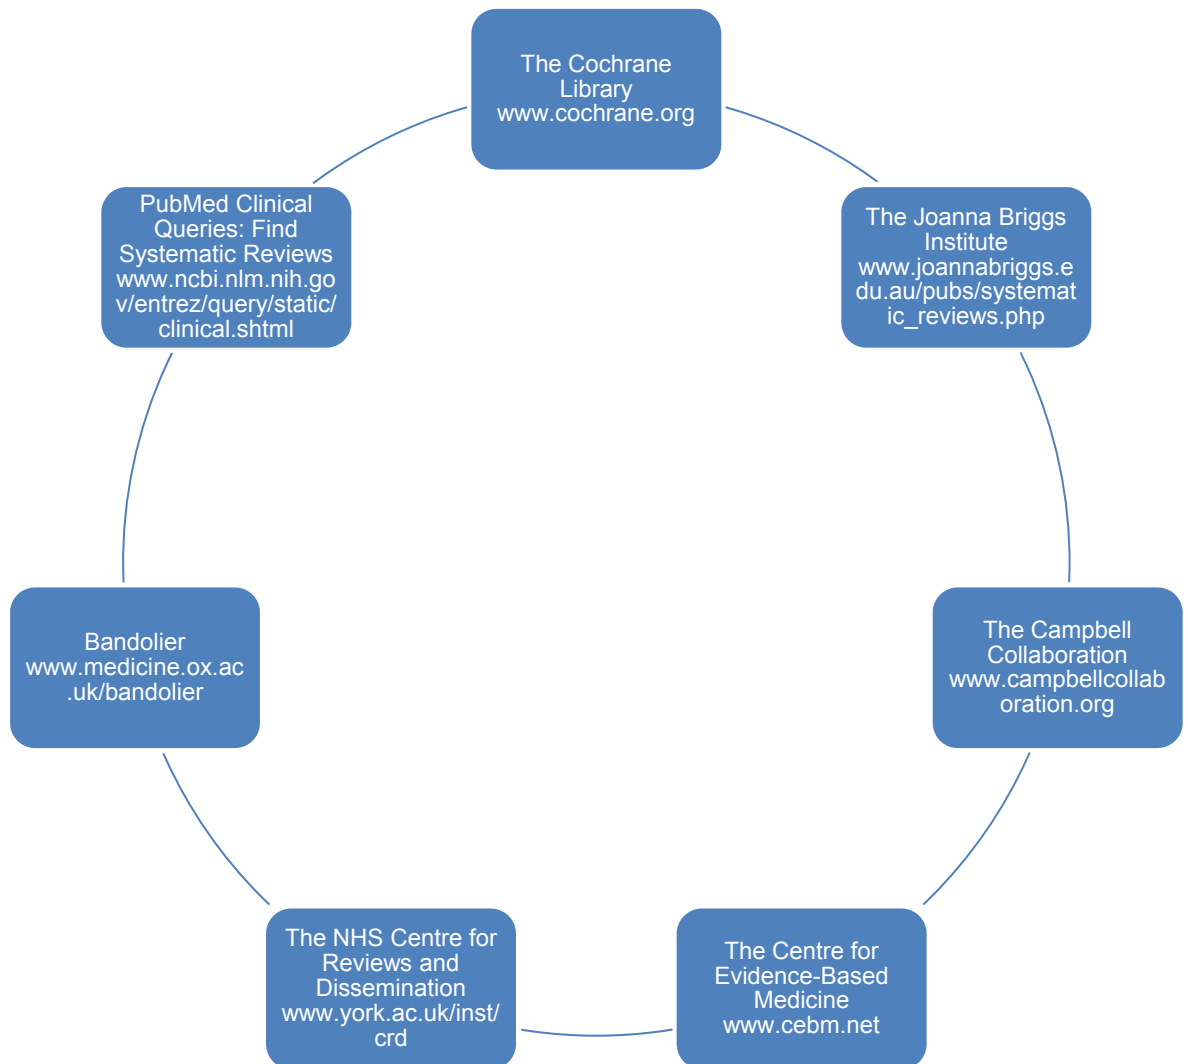 The Cochrane
Library
www.cochrane.org
The Joanna Briggs
Institute
www.joannabriggs.e
du.au/pubs/systemat
ic_reviews.php
The Campbell
Collaboration
www.campbellcollab
oration.org
The Centre for
Evidence-Based
Medicine
www.cebm.net
The NHS Centre for
Reviews and
Dissemination
www.york.ac.uk/inst/
crd
Bandolier
www.medicine.ox.ac
.uk/bandolier
PubMed Clinical
Queries: Find
Systematic Reviews
www.ncbi.nlm.nih.go
v/entrez/query/static/
clinical.shtml